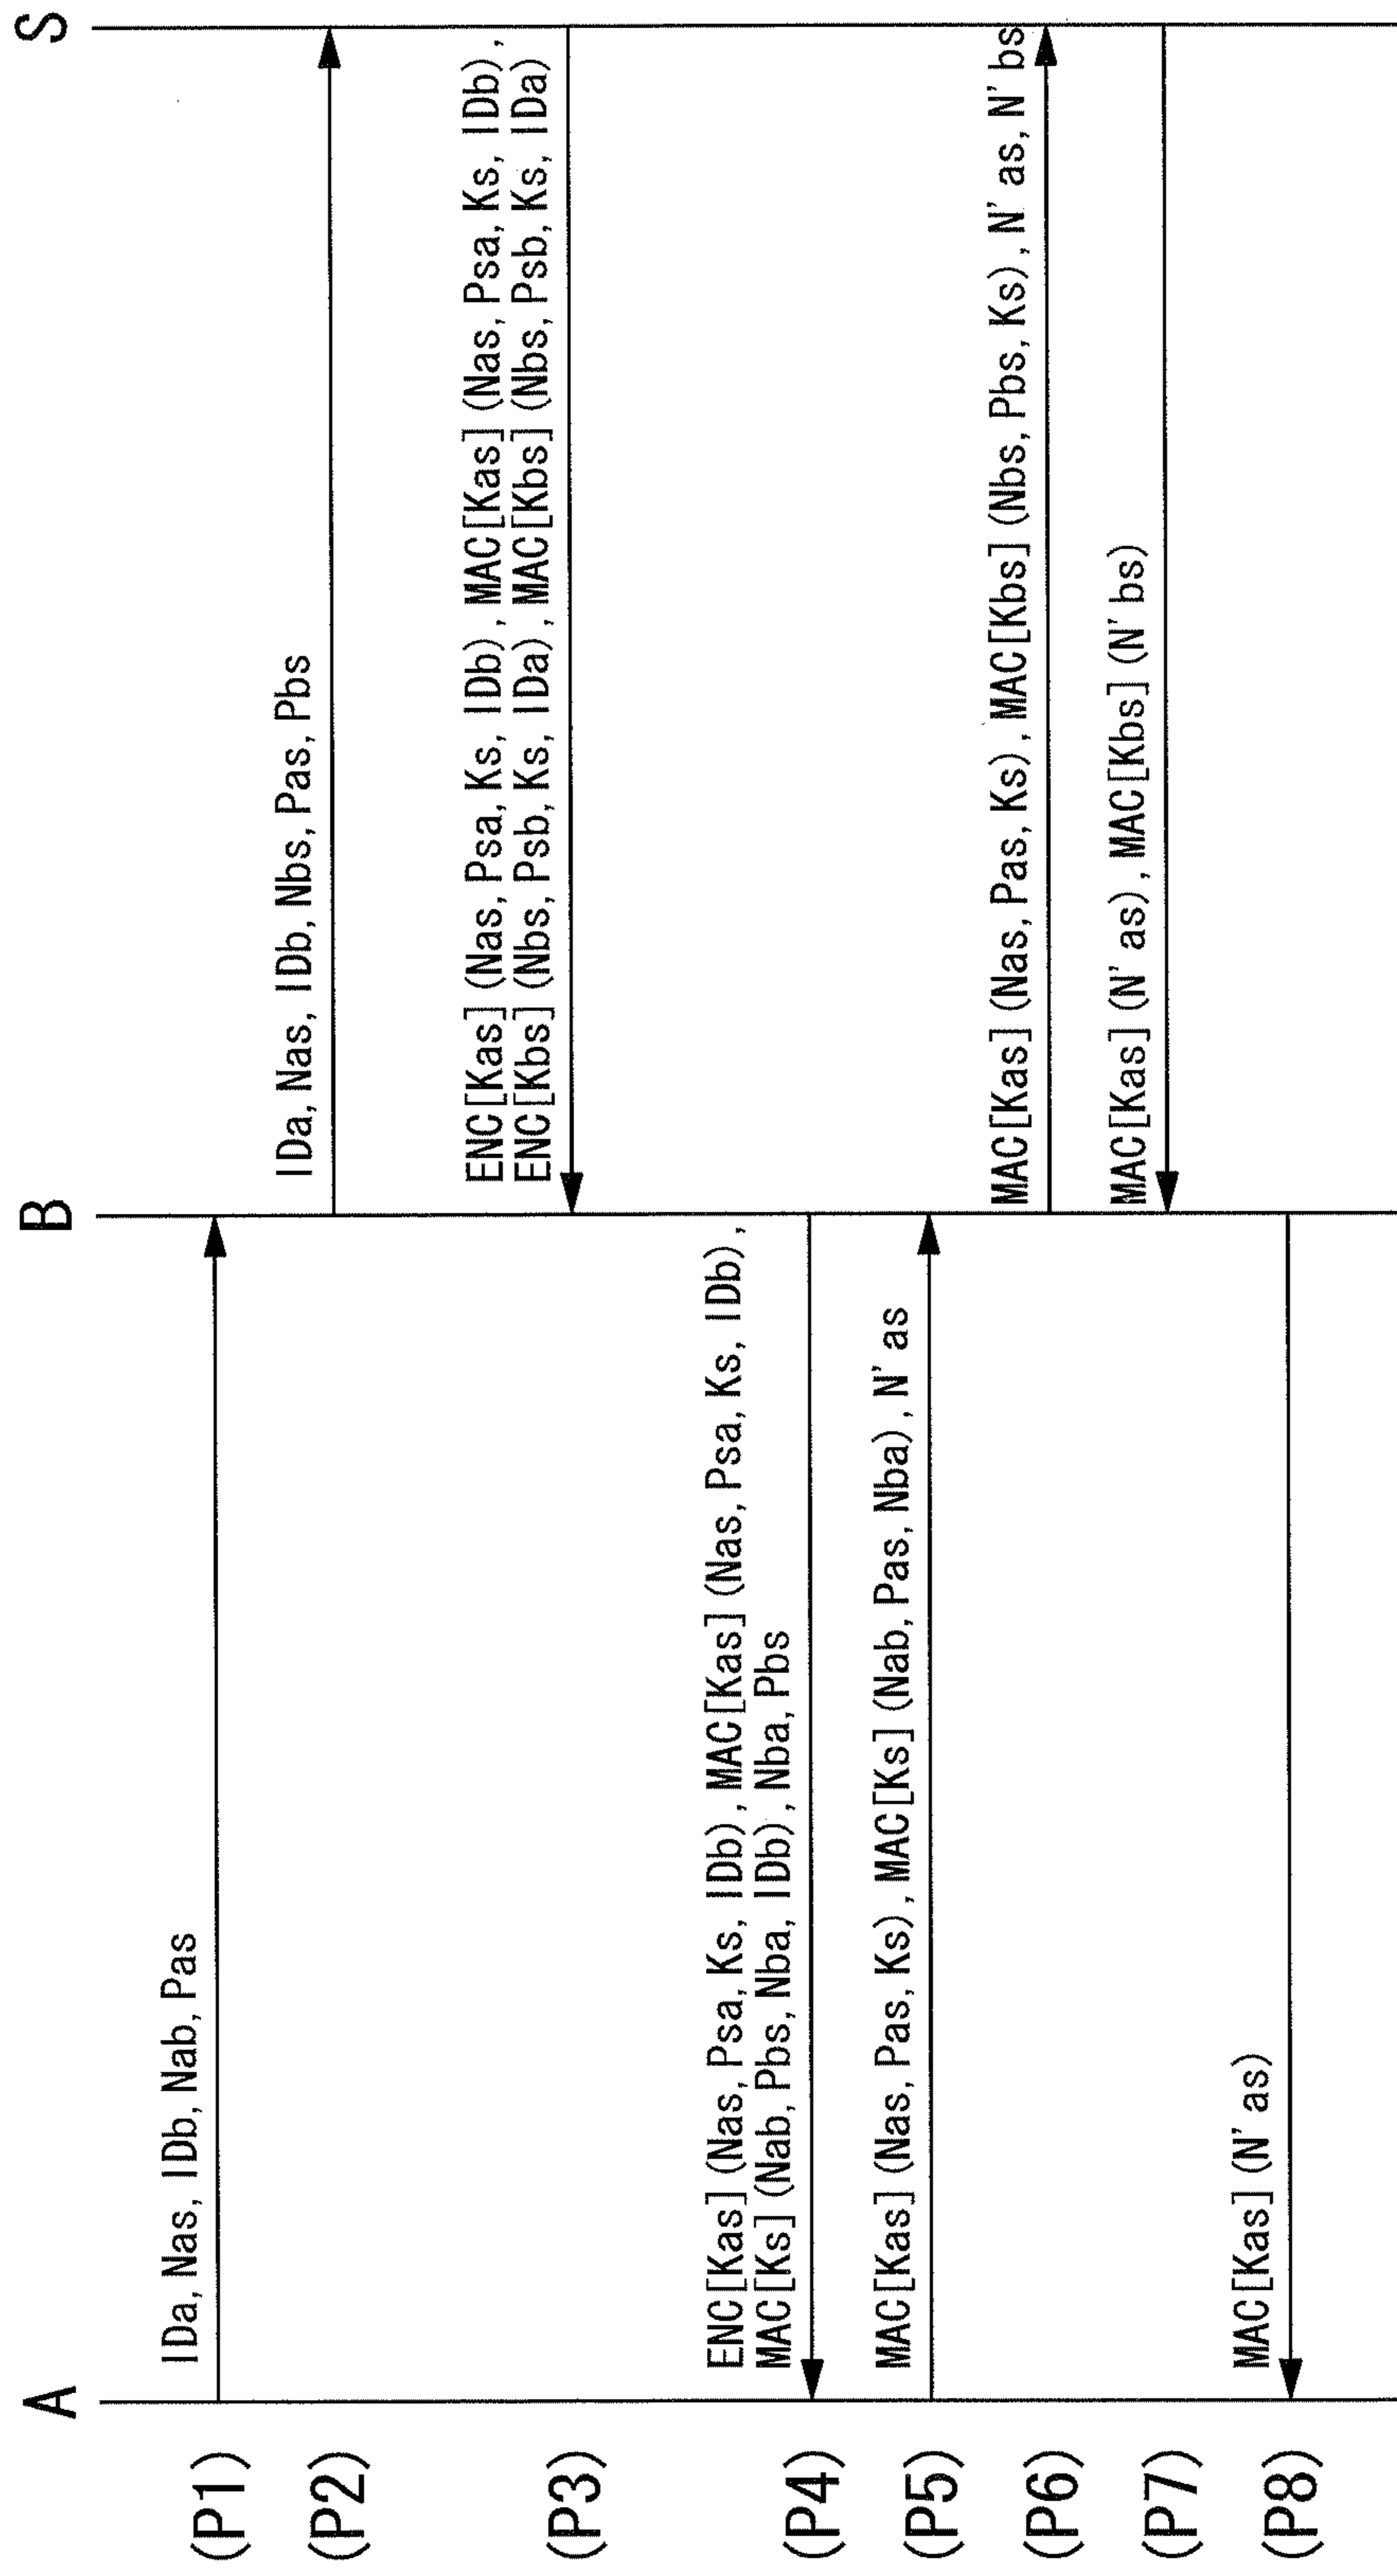 A B S
(P1)
IDa, Nas, IDb, Nab, Pas
(P2)
IDa, Nas, IDb, Nbs, Pas, Pbs
(P3)
ENC[Kas] (Nas, Psa, Ks, IDb), MAC[Kas] (Nas, Psa, Ks, IDb),
ENC[Kbs] (Nbs, Psb, Ks, IDa), MAC[Kbs] (Nbs, Psb, Ks, IDa)
(P4)
ENC[Kas] (Nas, Psa, Ks, IDb), MAC[Kas] (Nas, Psa, Ks, IDb),
MAC[Ks] (Nab, Pbs, Nba, IDb), Nba, Pbs
(P5)
MAC[Kas] (Nas, Pas, Ks), MAC[Ks] (Nab, Pas, Nba), N' as
(P6)
MAC[Kas] (Nas, Pas, Ks), MAC[Kbs] (Nbs, Pbs, Ks), N' as, N' bs
(P7)
MAC[Kas] (N' as), MAC[Kbs] (N' bs)
(P8)
MAC[Kas] (N' as)